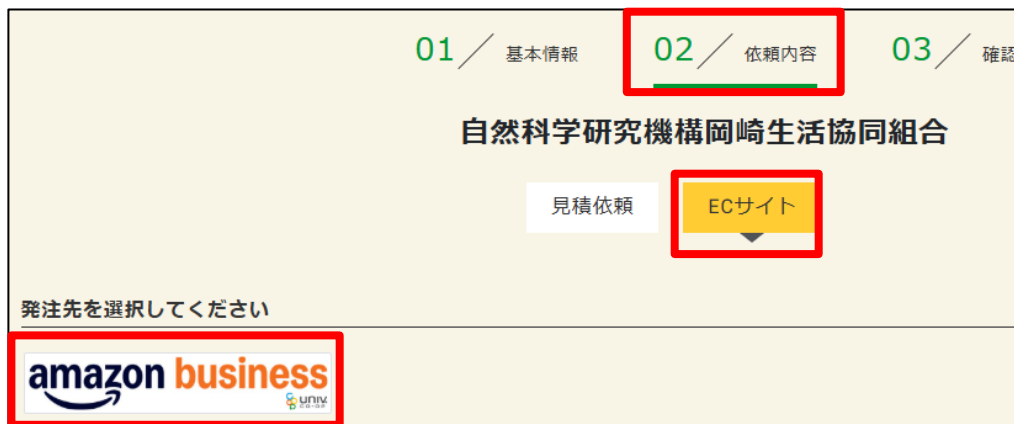 01 基本情報 02 依頼内容 03 確認
自然科学研究機構岡崎生活協同組合
見積依頼 ECサイト
発注先を選択してください
amazon business
univ.
CO-OP